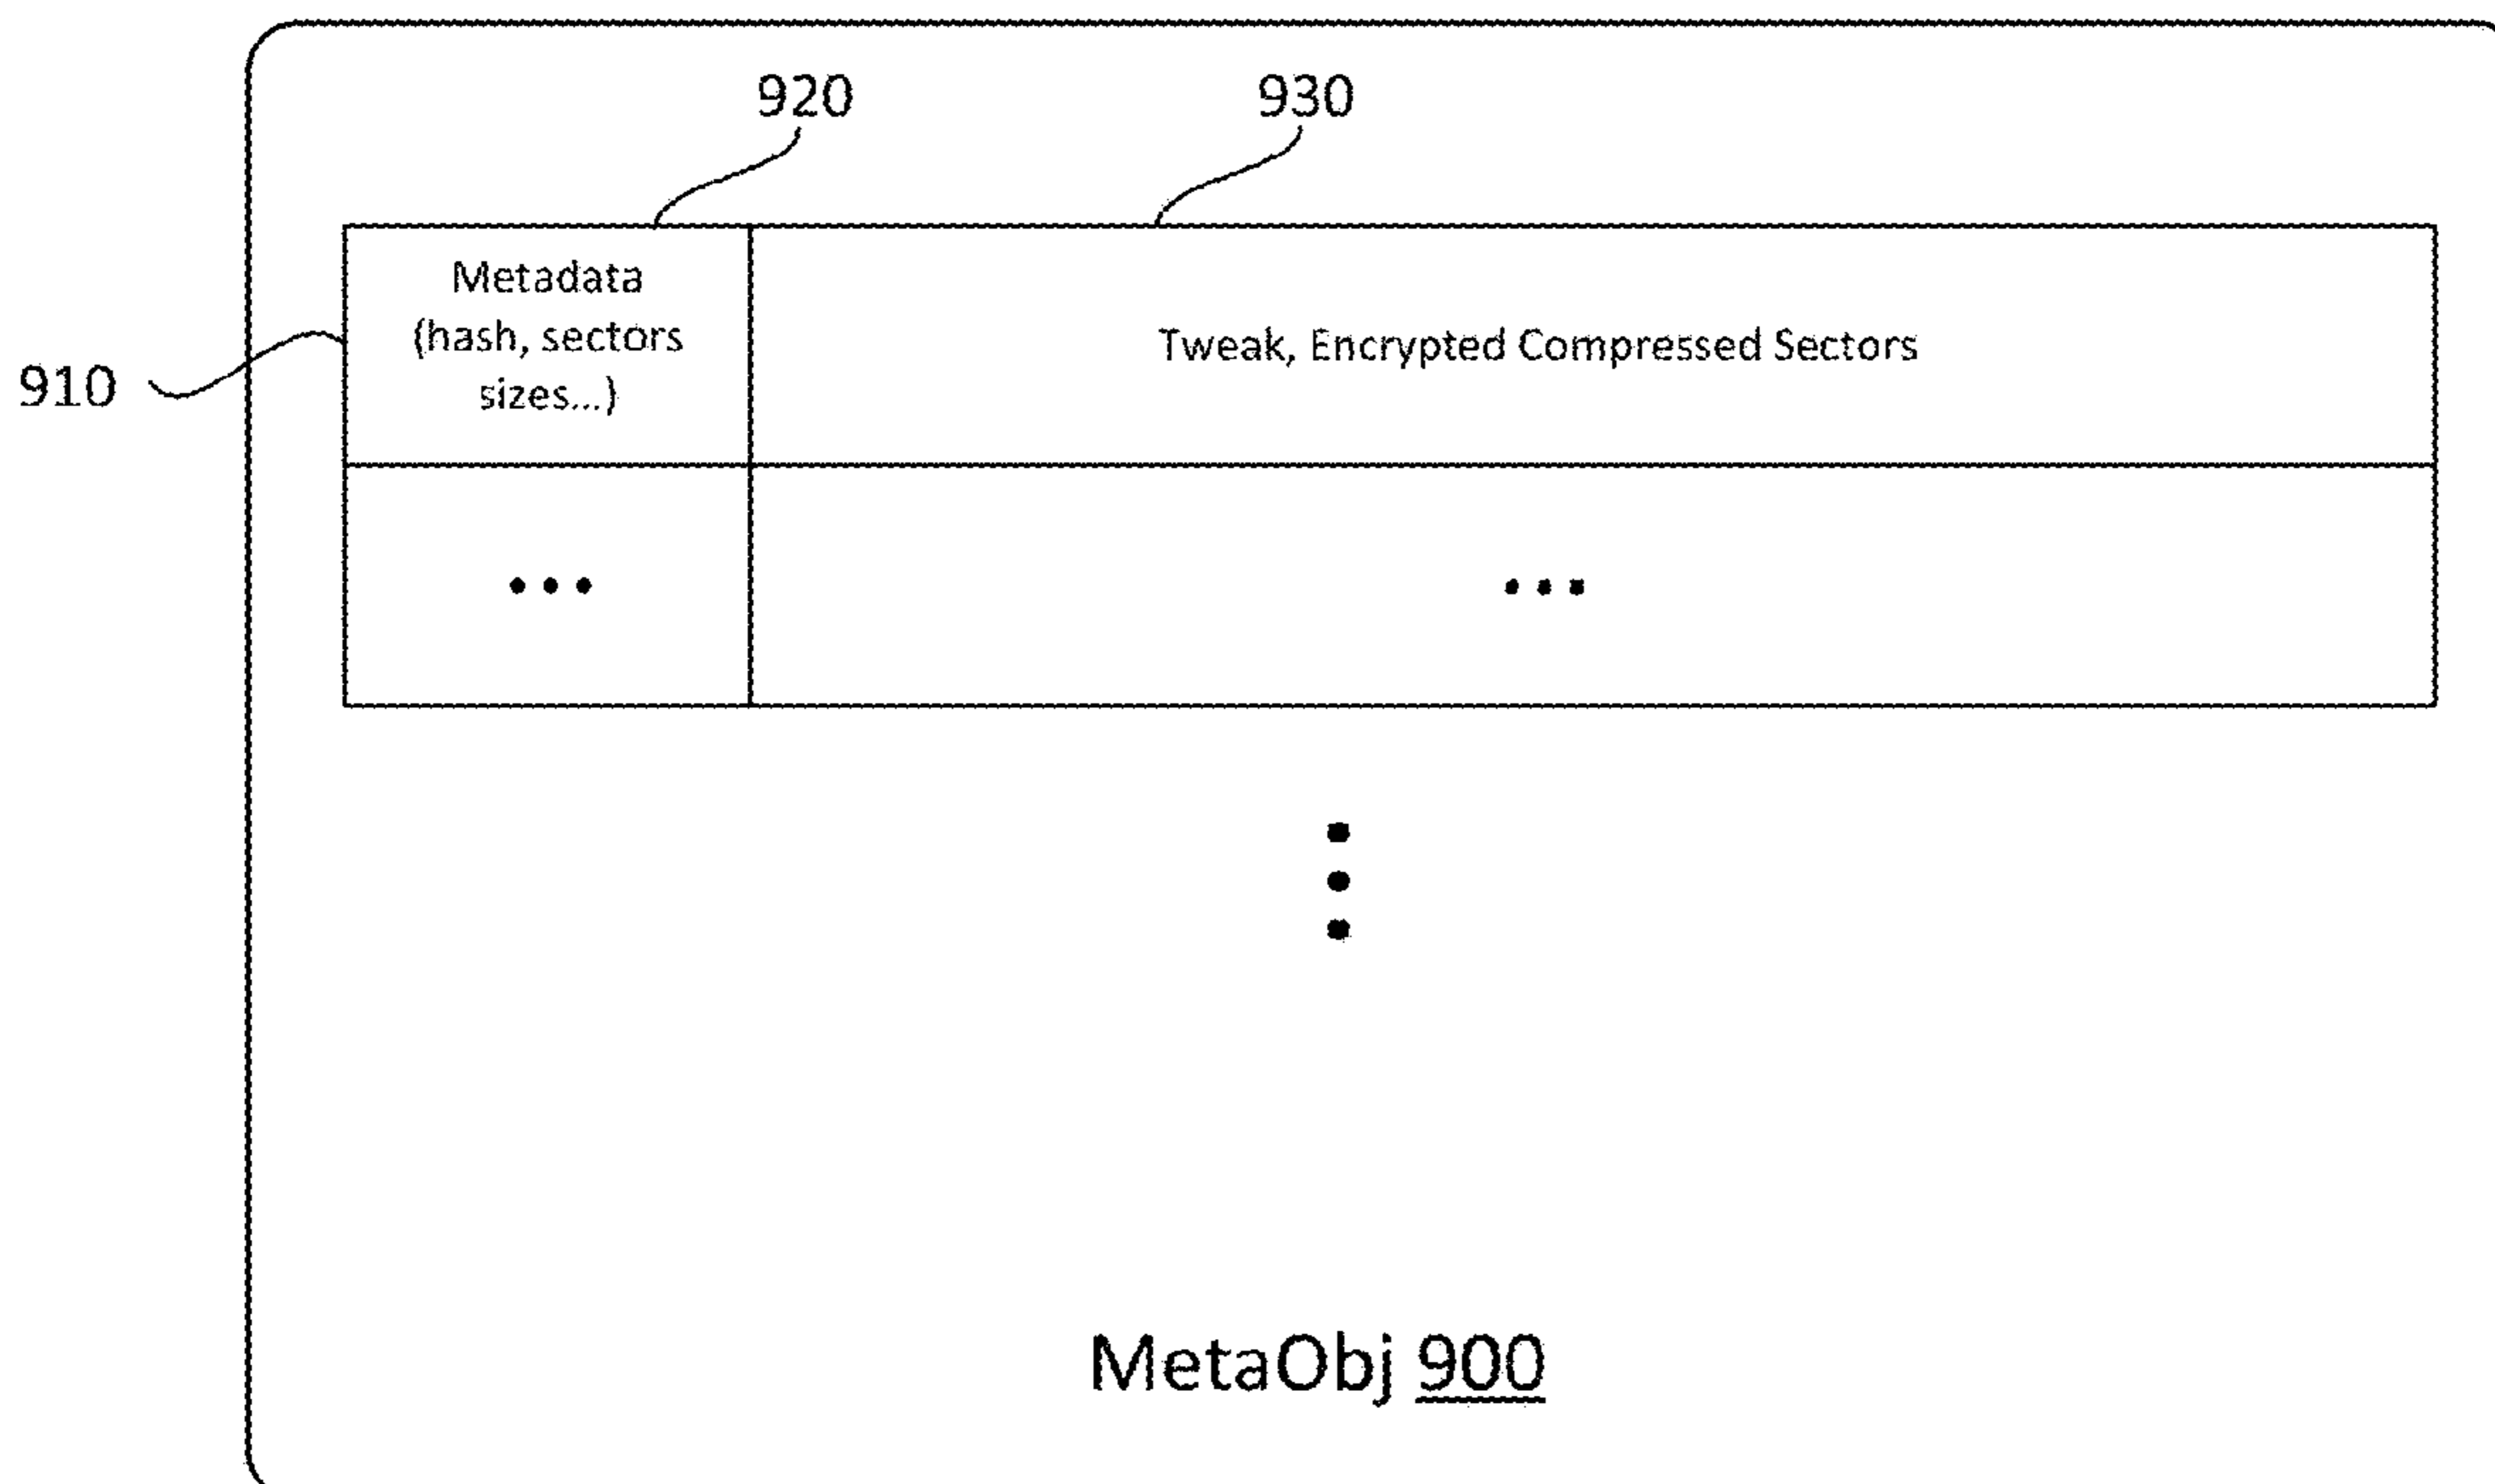 920
930
910
Metadata
(hash, sectors
sizes...)
Tweak, Encrypted Compressed Sectors
...
...
MetaObj 900